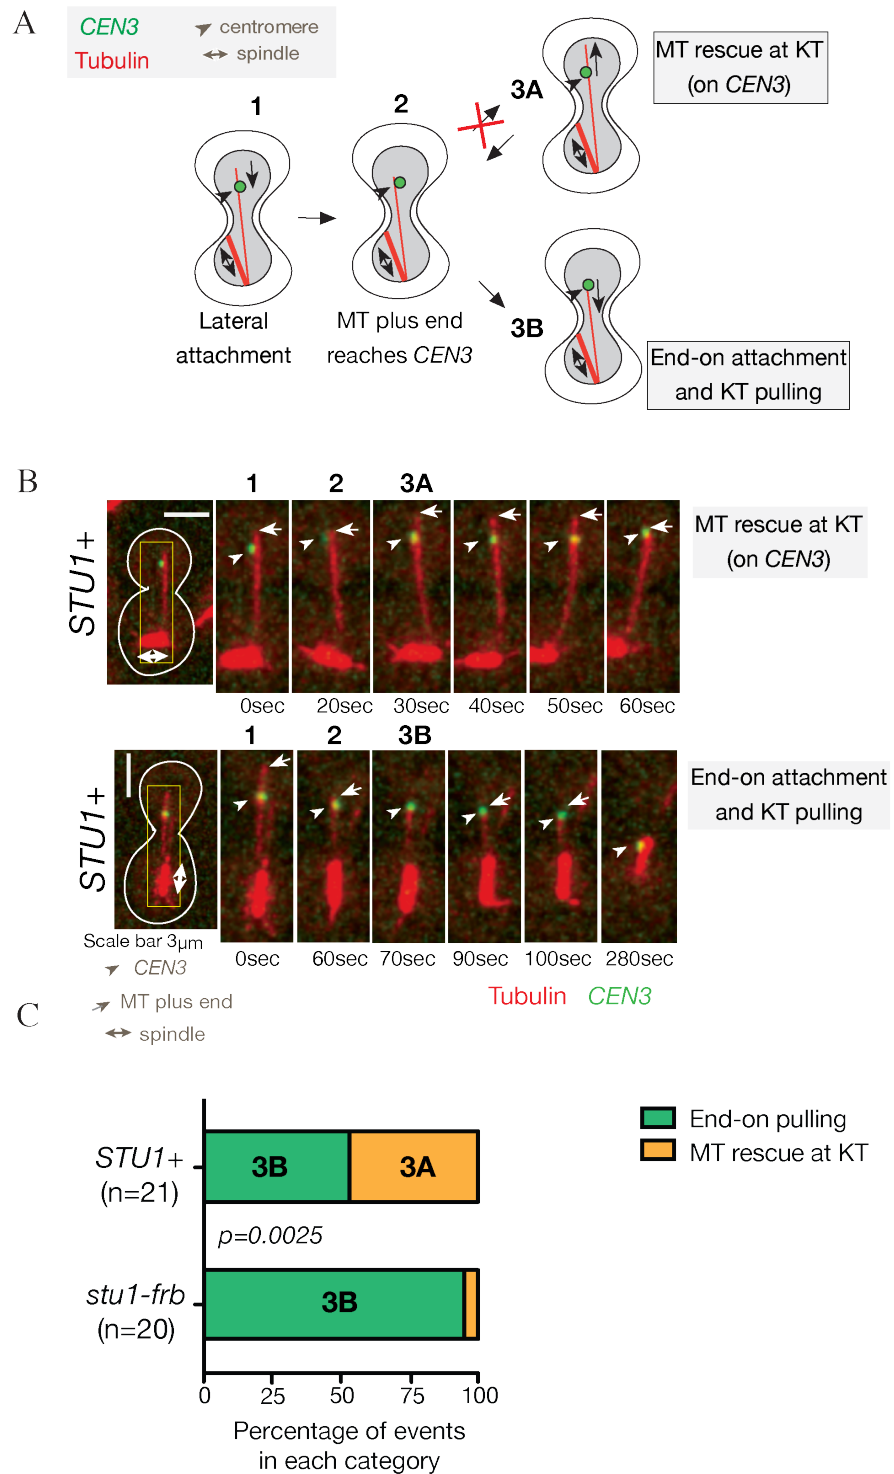 A
CEN3
Tubulin
centromere
spindle
1
2
3A
MT rescue at KT
(on CEN3)
3B
Lateral
attachment
MT plus end
reaches CEN3
End-on attachment
and KT pulling
B
1
2
3A
STU1+
MT rescue at KT
(on CEN3)
0sec
20sec
30sec
40sec
50sec
60sec
1
2
3B
STU1+
End-on attachment
and KT pulling
Scale bar 3μm
0sec
60sec
70sec
90sec
100sec
280sec
CEN3
MT plus end
spindle
Tubulin
CEN3
C
End-on pulling
MT rescue at KT
STU1+
(n=21)
3B
3A
p=0.0025
stu1-frb
(n=20)
3B
0
25
50
75
100
Percentage of events
in each category